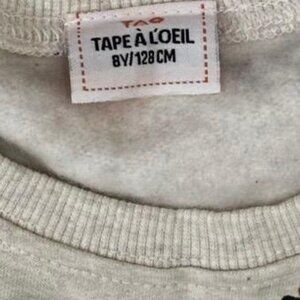 TAO
TAPE À L'OEIL
8Y/128CM